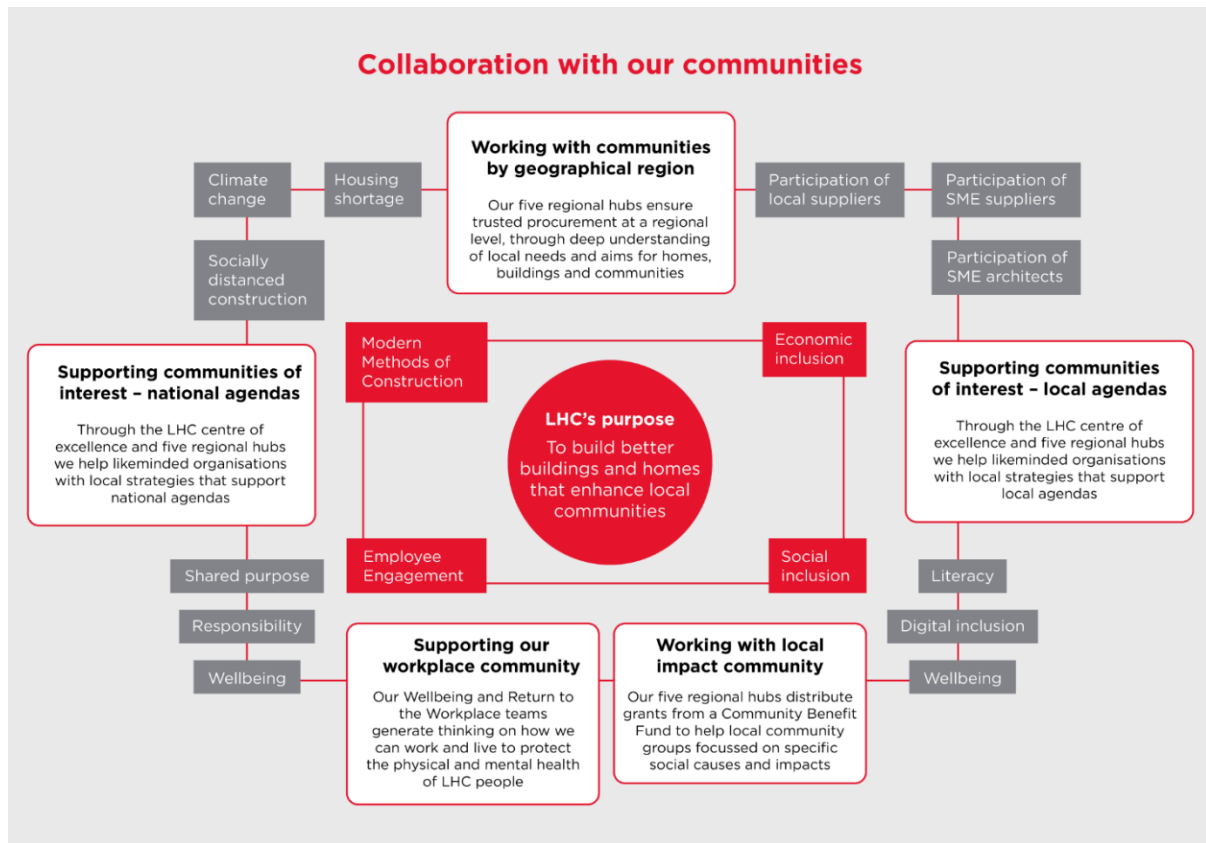 Collaboration with our communities
Working with communities
by geographical region
Our five regional hubs ensure
trusted procurement at a regional
level, through deep understanding
of local needs and aims for homes,
buildings and communities
Climate
change
Housing
shortage
Participation of
local suppliers
Participation of
SME suppliers
Socially
distanced
construction
Participation of
SME architects
Supporting communities of
interest – national agendas
Through the LHC centre of
excellence and five regional hubs
we help likeminded organisations
with local strategies that support
national agendas
Modern
Methods of
Construction
Economic
inclusion
LHC's purpose
To build better
buildings and homes
that enhance local
communities
Employee
Engagement
Social
inclusion
Supporting communities
of interest – local agendas
Through the LHC centre of
excellence and five regional hubs
we help likeminded organisations
with local strategies that support
local agendas
Shared purpose
Responsibility
Wellbeing
Supporting our
workplace community
Our Wellbeing and Return to
the Workplace teams
generate thinking on how we
can work and live to protect
the physical and mental health
of LHC people
Working with local
impact community
Our five regional hubs distribute
grants from a Community Benefit
Fund to help local community
groups focussed on specific
social causes and impacts
Literacy
Digital inclusion
Wellbeing